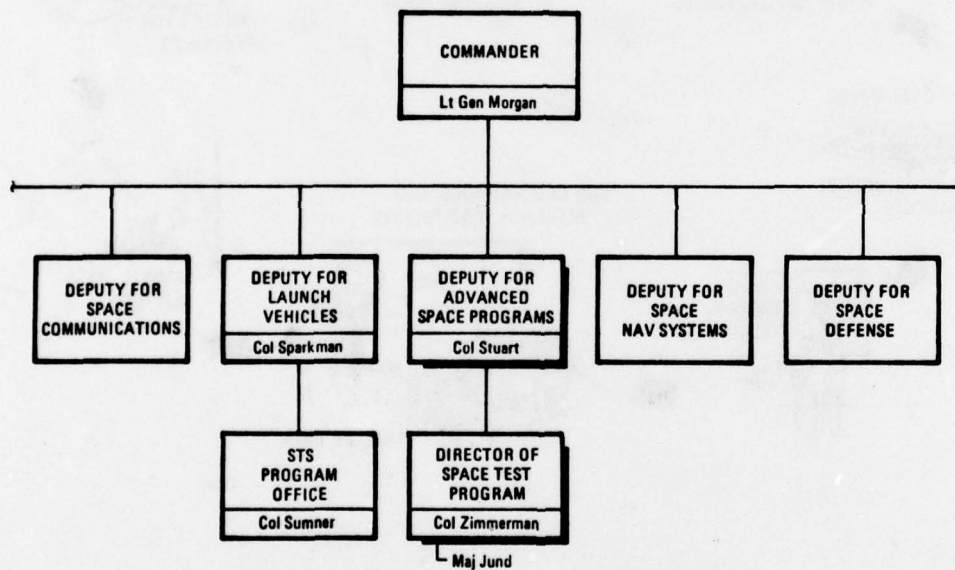 COMMANDER
Lt Gen Morgan
DEPUTY FOR
SPACE
COMMUNICATIONS
DEPUTY FOR
LAUNCH
VEHICLES
Col Sparkman
DEPUTY FOR
ADVANCED
SPACE PROGRAMS
Col Stuart
DEPUTY FOR
SPACE
NAV SYSTEMS
DEPUTY FOR
SPACE
DEFENSE
STS
PROGRAM
OFFICE
Col Sumner
DIRECTOR OF
SPACE TEST
PROGRAM
Col Zimmerman
Maj Jund